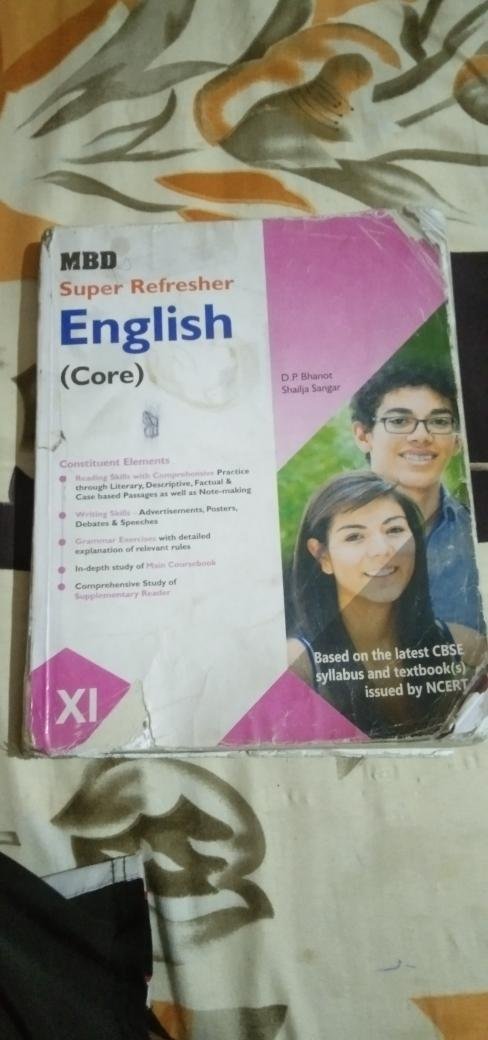 MBD
Super Refresher
English
(Core)
D.P. Bhanot
Shailja Sangar
Constituent Elements
Reading Skills with Comprehensive Practice
through Literary, Descriptive, Factual &
Case based Passages as well as Note-making
Writing Skills – Advertisements, Posters,
Debates & Speeches
Grammar Exercises with detailed
explanation of relevant rules
In-depth study of Main Coursebook
Comprehensive Study of
Supplementary Reader
Based on the latest CBSE
syllabus and textbook(s)
issued by NCERT
XI